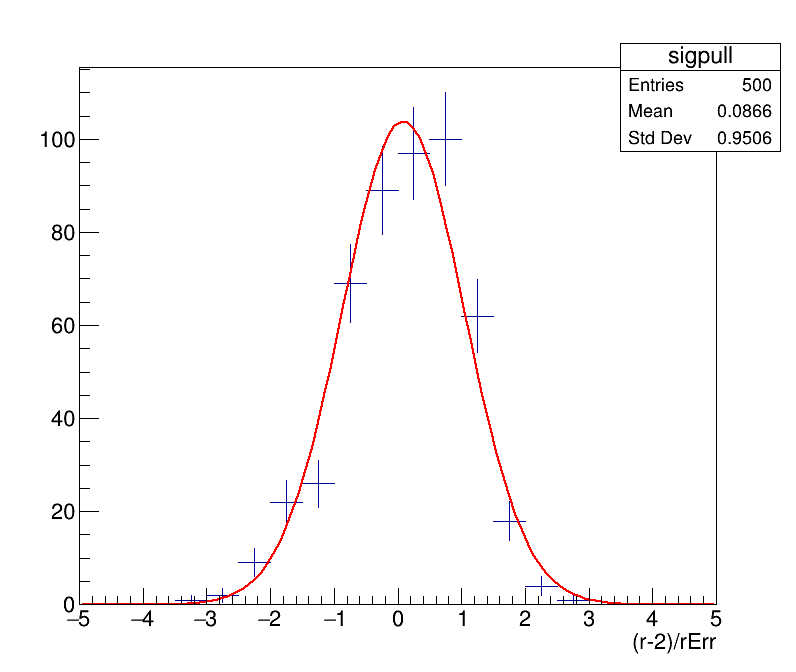 sigpull
Entries 500
Mean 0.0866
Std Dev 0.9506
100
80
60
40
20
0
−5 −4 −3 −2 −1 0 1 2 3 4 5
(r-2)/rErr